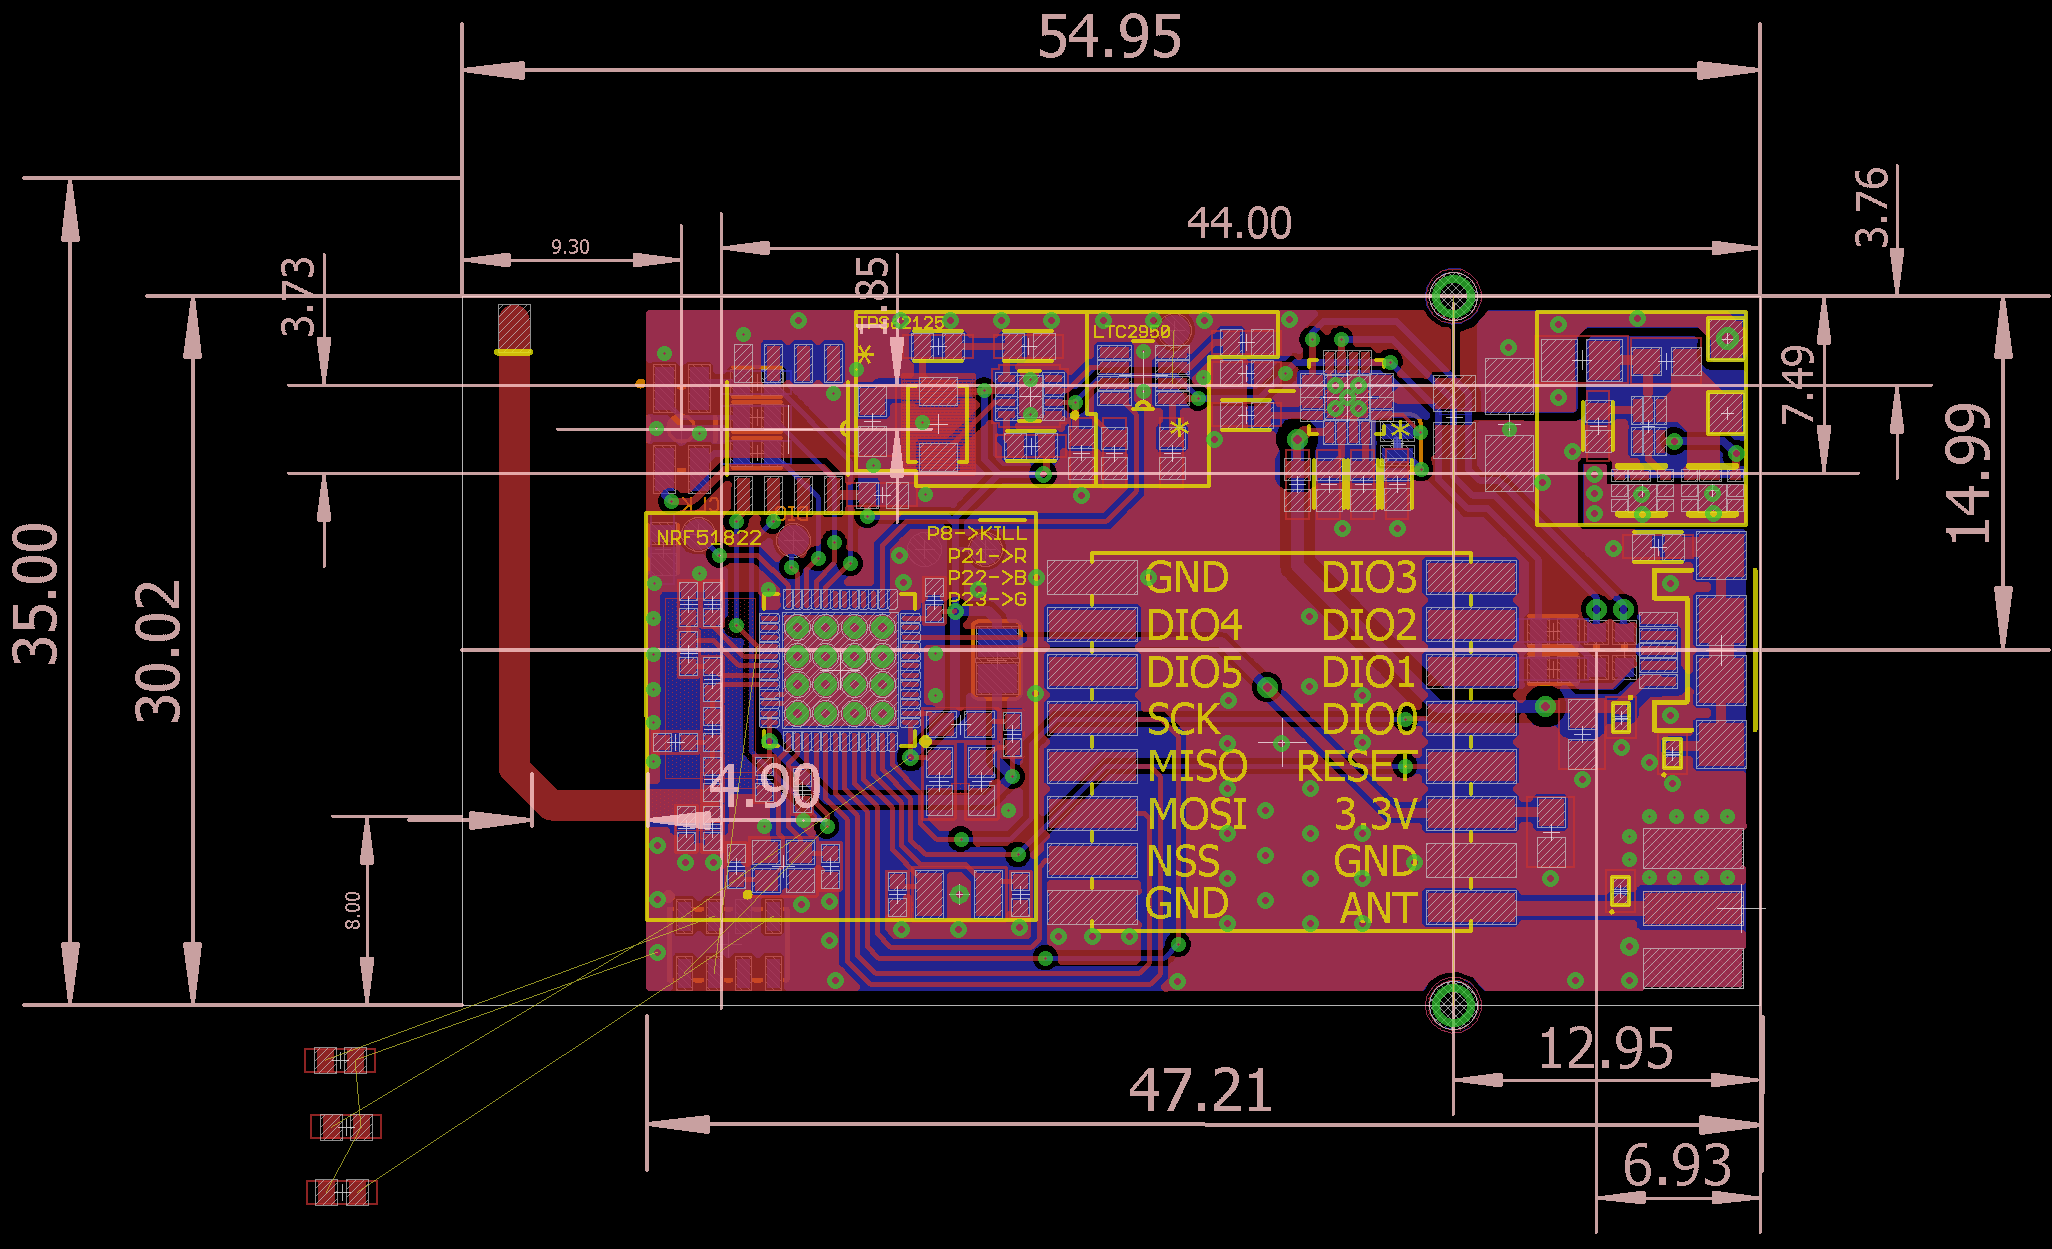 54.95
3.76
44.00
9.30
3.73
1.85
TPS62125
LTC2950
7.49
14.99
35.00
30.02
NRF51822
P8->KILL
P21->R
P22->B
P23->G
GND DIO3
DIO4 DIO2
DIO5 DIO1
SCK DIO0
MISO RESET
MOSI 3.3V
NSS GND
GND ANT
4.90
8.00
12.95
47.21
6.93